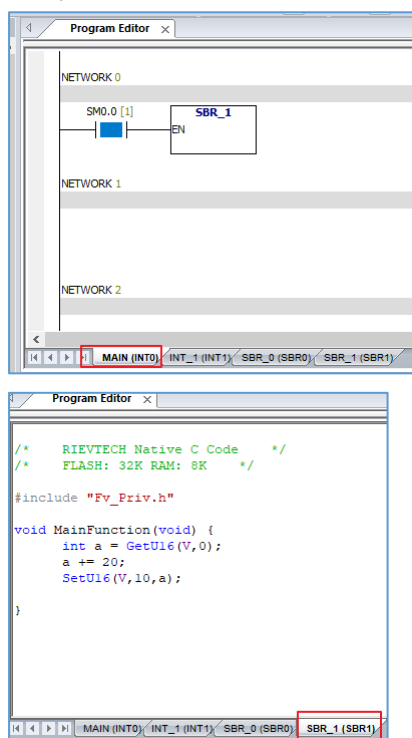 Program Editor ×
NETWORK 0
SM0.0 [1]
SBR_1
EN
NETWORK 1
NETWORK 2
MAIN (INT0) INT_1 (INT1) SBR_0 (SBR0) SBR_1 (SBR1)
Program Editor ×
/* RIEVTECH Native C Code */
/* FLASH: 32K RAM: 8K */
#include "Fv_Priv.h"
void MainFunction(void) {
int a = GetU16(V,0);
a += 20;
SetU16(V,10,a);
}
MAIN (INT0) INT_1 (INT1) SBR_0 (SBR0) SBR_1 (SBR1)